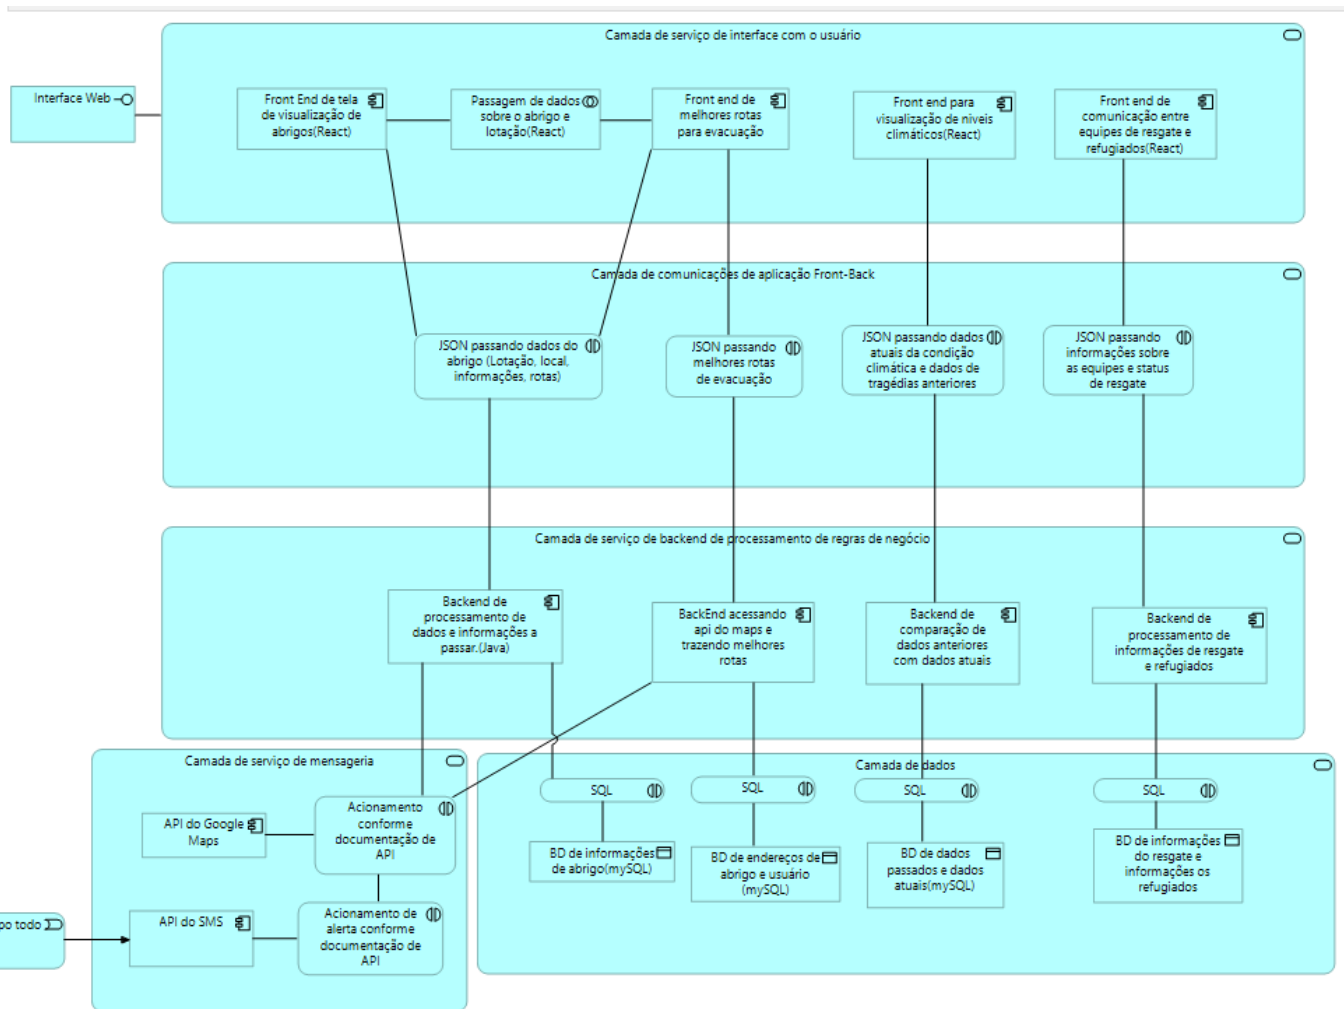 Camada de serviço de interface com o usuário
Interface Web
Front End de tela
de visualização de
abrigos(React)
Passagem de dados
sobre o abrigo e
lotação(React)
Front end de
melhores rotas
para evacuação
Front end para
visualização de niveis
climáticos(React)
Front end de
comunicação entre
equipes de resgate e
refugiados(React)
Camada de comunicações de aplicação Front-Back
JSON passando dados do
abrigo (Lotação, local,
informações, rotas)
JSON passando
melhores rotas
de evacuação
JSON passando dados
atuais da condição
climática e dados de
tragédias anteriores
JSON passando
informações sobre
as equipes e status
de resgate
Camada de serviço de backend de processamento de regras de negócio
Backend de
processamento de
dados e informações a
passar.(Java)
BackEnd acessando
api do maps e
trazendo melhores
rotas
Backend de
comparação de
dados anteriores
com dados atuais
Backend de
processamento de
informações de resgate
e refugiados
Camada de serviço de mensageria
API do Google
Maps
Acionamento
conforme
documentação de
API
po todo
API do SMS
Acionamento de
alerta conforme
documentação de
API
Camada de dados
SQL
SQL
SQL
SQL
BD de informações
de abrigo(mySQL)
BD de endereços de
abrigo e usuário
(mySQL)
BD de dados
passados e dados
atuais(mySQL)
BD de informações
do resgate e
informações os
refugiados